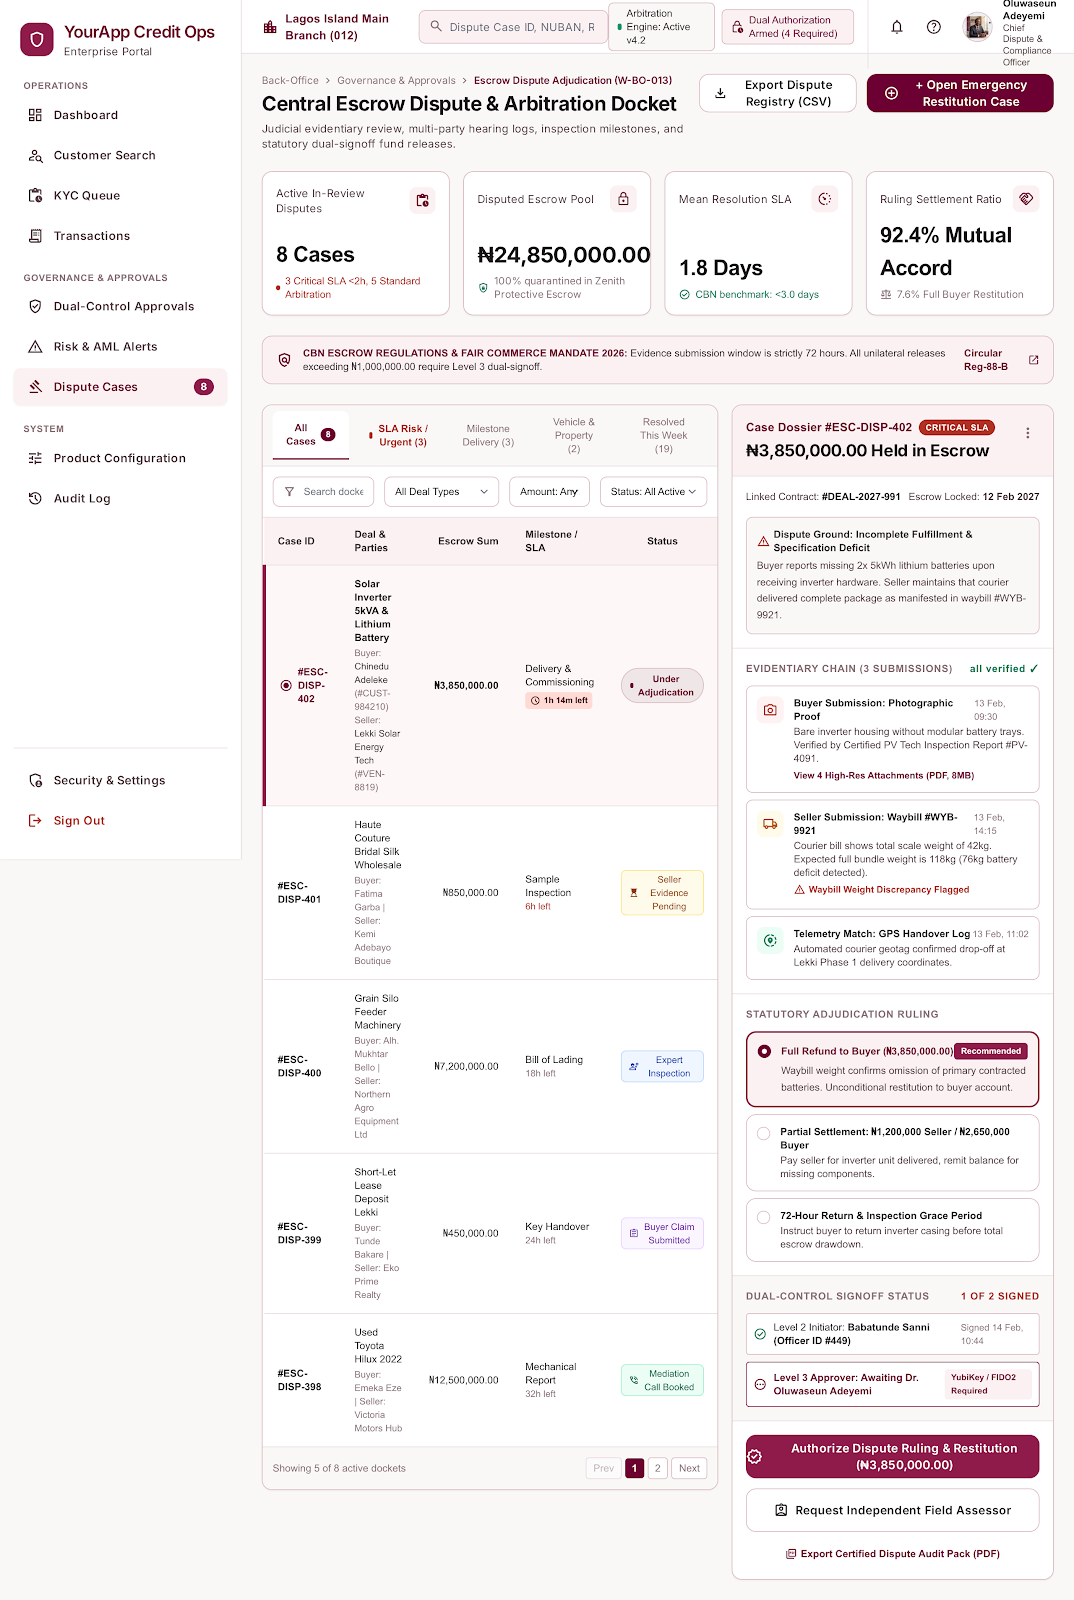 YourApp Credit Ops
Enterprise Portal
OPERATIONS
Dashboard
Customer Search
KYC Queue
Transactions
GOVERNANCE & APPROVALS
Dual-Control Approvals
Risk & AML Alerts
Dispute Cases
8
SYSTEM
Product Configuration
Audit Log
Security & Settings
Sign Out
Lagos Island Main
Branch (012)
Dispute Case ID, NUBAN, R
Arbitration
Engine: Active
v4.2
Dual Authorization
Armed (4 Required)
Oluwaseun
Adeyemi
Chief
Dispute &
Compliance
Officer
Back-Office > Governance & Approvals > Escrow Dispute Adjudication (W-BO-013)
Central Escrow Dispute & Arbitration Docket
Judicial evidentiary review, multi-party hearing logs, inspection milestones, and
statutory dual-signoff fund releases.
Export Dispute
Registry (CSV)
+ Open Emergency
Restitution Case
Active In-Review
Disputes
8 Cases
3 Critical SLA <2h, 5 Standard
Arbitration
Disputed Escrow Pool
₦24,850,000.00
100% quarantined in Zenith
Protective Escrow
Mean Resolution SLA
1.8 Days
CBN benchmark: <3.0 days
Ruling Settlement Ratio
92.4% Mutual
Accord
7.6% Full Buyer Restitution
CBN ESCROW REGULATIONS & FAIR COMMERCE MANDATE 2026: Evidence submission window is strictly 72 hours. All unilateral releases
exceeding ₦1,000,000.00 require Level 3 dual-signoff.
Circular
Reg-88-B
All
Cases
8
SLA Risk /
Urgent (3)
Milestone
Delivery (3)
Vehicle &
Property
(2)
Resolved
This Week
(19)
Search docke
All Deal Types
Amount: Any
Status: All Active
Case ID
Deal &
Parties
Escrow Sum
Milestone /
SLA
Status
#ESC-
DISP-
402
Solar
Inverter
5kVA &
Lithium
Battery
Buyer:
Chinedu
Adeleke
(#CUST-
984210)
Seller:
Lekki Solar
Energy
Tech
(#VEN-
8819)
₦3,850,000.00
Delivery &
Commissioning
1h 14m left
Under
Adjudication
#ESC-
DISP-401
Haute
Couture
Bridal Silk
Wholesale
Buyer:
Fatima
Garba |
Seller:
Kemi
Adebayo
Boutique
₦850,000.00
Sample
Inspection
6h left
Seller
Evidence
Pending
#ESC-
DISP-400
Grain Silo
Feeder
Machinery
Buyer: Alh.
Mukhtar
Bello |
Seller:
Northern
Agro
Equipment
Ltd
₦7,200,000.00
Bill of Lading
18h left
Expert
Inspection
#ESC-
DISP-399
Short-Let
Lease
Deposit
Lekki
Buyer:
Tunde
Bakare |
Seller: Eko
Prime
Realty
₦450,000.00
Key Handover
24h left
Buyer Claim
Submitted
#ESC-
DISP-398
Used
Toyota
Hilux 2022
Buyer:
Emeka Eze
| Seller:
Victoria
Motors Hub
₦12,500,000.00
Mechanical
Report
32h left
Mediation
Call Booked
Showing 5 of 8 active dockets
Prev
1
2
Next
Case Dossier #ESC-DISP-402
CRITICAL SLA
₦3,850,000.00 Held in Escrow
Linked Contract: #DEAL-2027-991
Escrow Locked: 12 Feb 2027
Dispute Ground: Incomplete Fulfillment &
Specification Deficit
Buyer reports missing 2x 5kWh lithium batteries upon
receiving inverter hardware. Seller maintains that courier
delivered complete package as manifested in waybill #WYB-
9921.
EVIDENTIARY CHAIN (3 SUBMISSIONS)
all verified ✓
Buyer Submission: Photographic
Proof
13 Feb,
09:30
Bare inverter housing without modular battery trays.
Verified by Certified PV Tech Inspection Report #PV-
4091.
View 4 High-Res Attachments (PDF, 8MB)
Seller Submission: Waybill #WYB-
9921
13 Feb,
14:15
Courier bill shows total scale weight of 42kg.
Expected full bundle weight is 118kg (76kg battery
deficit detected).
Waybill Weight Discrepancy Flagged
Telemetry Match: GPS Handover Log
13 Feb, 11:02
Automated courier geotag confirmed drop-off at
Lekki Phase 1 delivery coordinates.
STATUTORY ADJUDICATION RULING
Full Refund to Buyer (₦3,850,000.00)
Recommended
Waybill weight confirms omission of primary contracted
batteries. Unconditional restitution to buyer account.
Partial Settlement: ₦1,200,000 Seller / ₦2,650,000
Buyer
Pay seller for inverter unit delivered, remit balance for
missing components.
72-Hour Return & Inspection Grace Period
Instruct buyer to return inverter casing before total
escrow drawdown.
DUAL-CONTROL SIGNOFF STATUS
1 OF 2 SIGNED
Level 2 Initiator: Babatunde Sanni
(Officer ID #449)
Signed 14 Feb,
10:44
Level 3 Approver: Awaiting Dr.
Oluwaseun Adeyemi
YubiKey / FIDO2
Required
Authorize Dispute Ruling & Restitution
(₦3,850,000.00)
Request Independent Field Assessor
Export Certified Dispute Audit Pack (PDF)